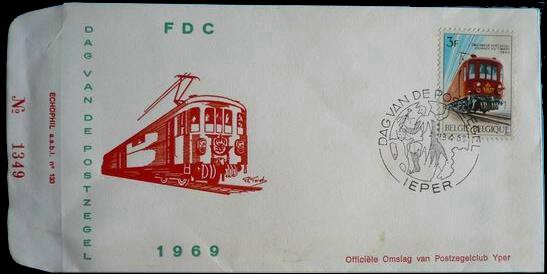 FDC
DAG VAN DE POSTZEGEL
ECHOPHIL a.s.b.l. n° 133
№ 1349
1969
3F
BELGIE-BELGIQUE
DAG VAN DE POSTZEGEL
IEPER
Officiële Omslag van Postzegelclub Yper